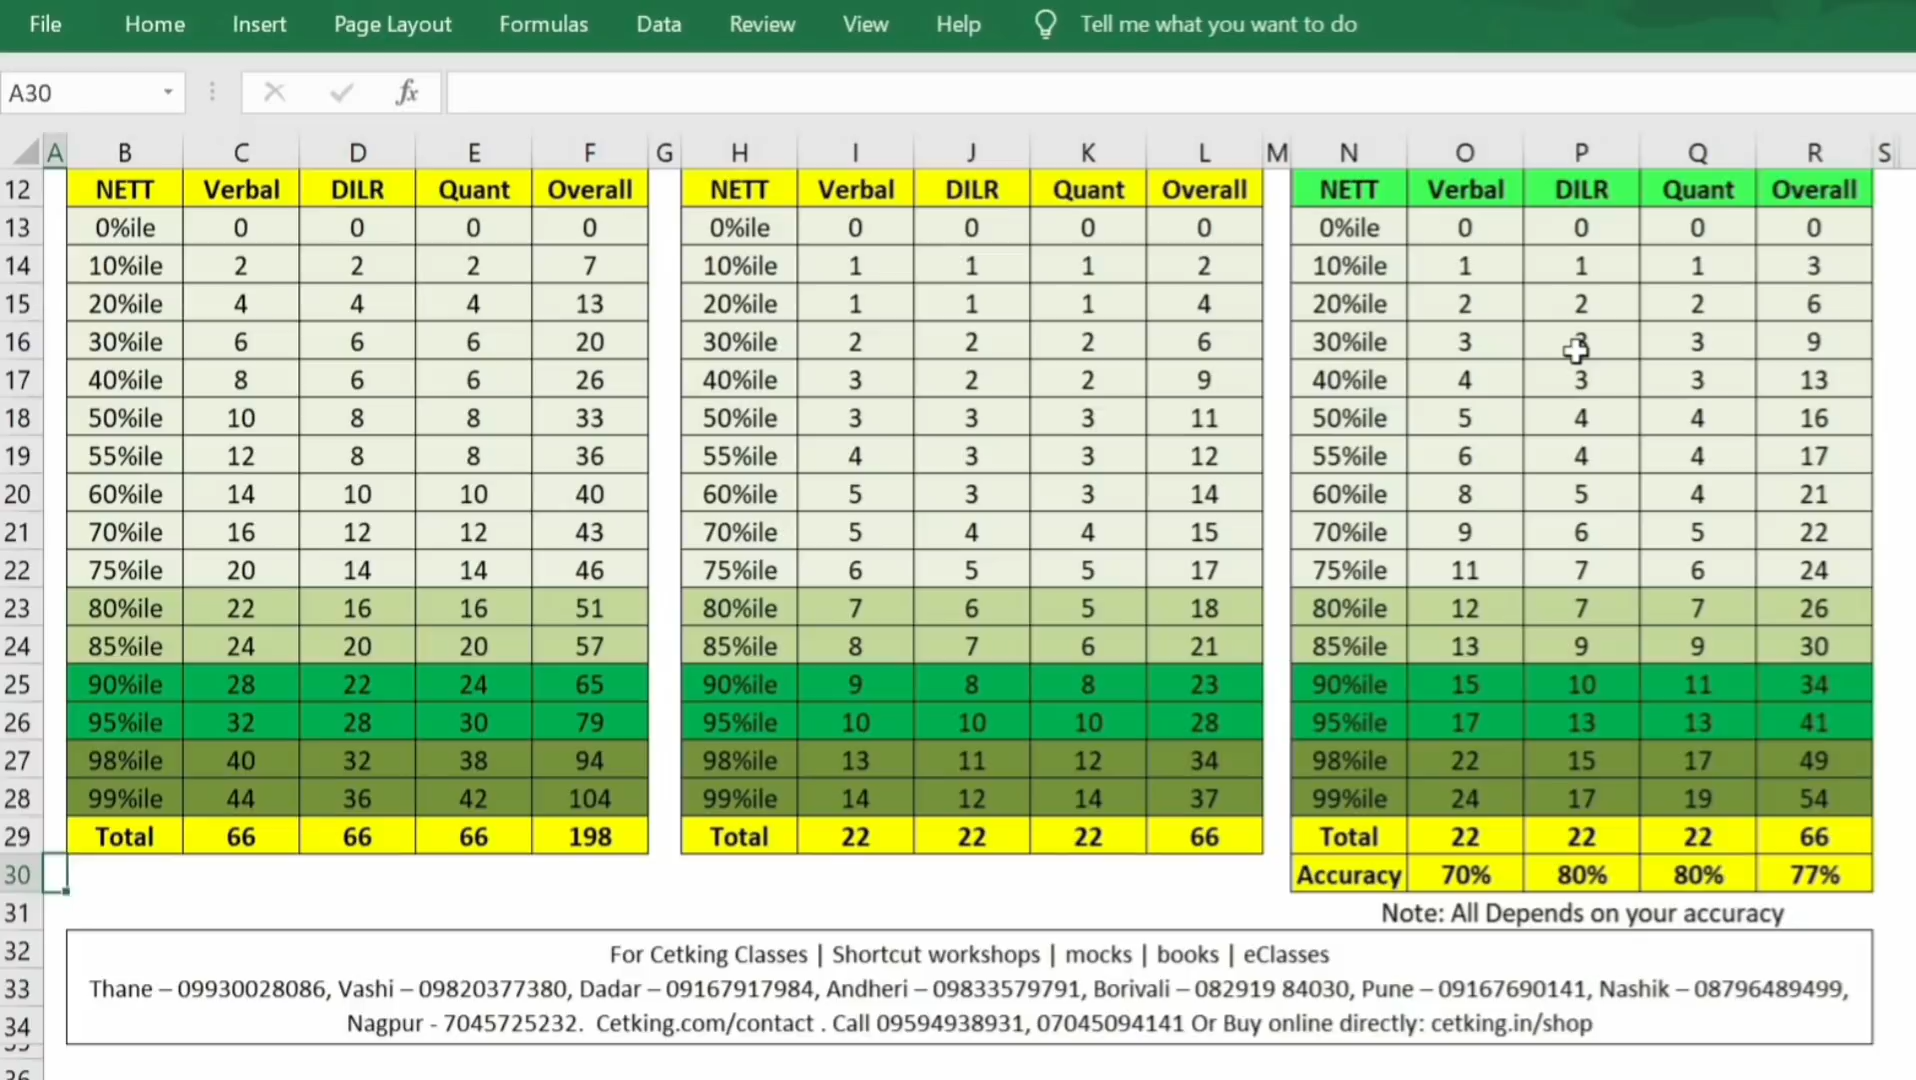 File Home Insert Page Layout Formulas Data Review View Help Tell me what you want to do
A30 fx
A B C D E F G H I J K L M N O P Q R S
12 NETT Verbal DILR Quant Overall NETT Verbal DILR Quant Overall NETT Verbal DILR Quant Overall
13 0%ile 0 0 0 0 0%ile 0 0 0 0 0%ile 0 0 0 0
14 10%ile 2 2 2 7 10%ile 1 1 1 2 10%ile 1 1 1 3
15 20%ile 4 4 4 13 20%ile 1 1 1 4 20%ile 2 2 2 6
16 30%ile 6 6 6 20 30%ile 2 2 2 6 30%ile 3 3 9
17 40%ile 8 6 6 26 40%ile 3 2 2 9 40%ile 4 3 3 13
18 50%ile 10 8 8 33 50%ile 3 3 3 11 50%ile 5 4 4 16
19 55%ile 12 8 8 36 55%ile 4 3 3 12 55%ile 6 4 4 17
20 60%ile 14 10 10 40 60%ile 5 3 3 14 60%ile 8 5 4 21
21 70%ile 16 12 12 43 70%ile 5 4 4 15 70%ile 9 6 5 22
22 75%ile 20 14 14 46 75%ile 6 5 5 17 75%ile 11 7 6 24
23 80%ile 22 16 16 51 80%ile 7 6 5 18 80%ile 12 7 7 26
24 85%ile 24 20 20 57 85%ile 8 7 6 21 85%ile 13 9 9 30
25 90%ile 28 22 24 65 90%ile 9 8 8 23 90%ile 15 10 11 34
26 95%ile 32 28 30 79 95%ile 10 10 10 28 95%ile 17 13 13 41
27 98%ile 40 32 38 94 98%ile 13 11 12 34 98%ile 22 15 17 49
28 99%ile 44 36 42 104 99%ile 14 12 14 37 99%ile 24 17 19 54
29 Total 66 66 66 198 Total 22 22 22 66 Total 22 22 22 66
30 Accuracy 70% 80% 80% 77%
31 Note: All Depends on your accuracy
32 For Cetking Classes | Shortcut workshops | mocks | books | eClasses
33 Thane – 09930028086, Vashi – 09820377380, Dadar – 09167917984, Andheri – 09833579791, Borivali – 082919 84030, Pune – 09167690141, Nashik – 08796489499,
34 Nagpur - 7045725232. Cetking.com/contact . Call 09594938931, 07045094141 Or Buy online directly: cetking.in/shop